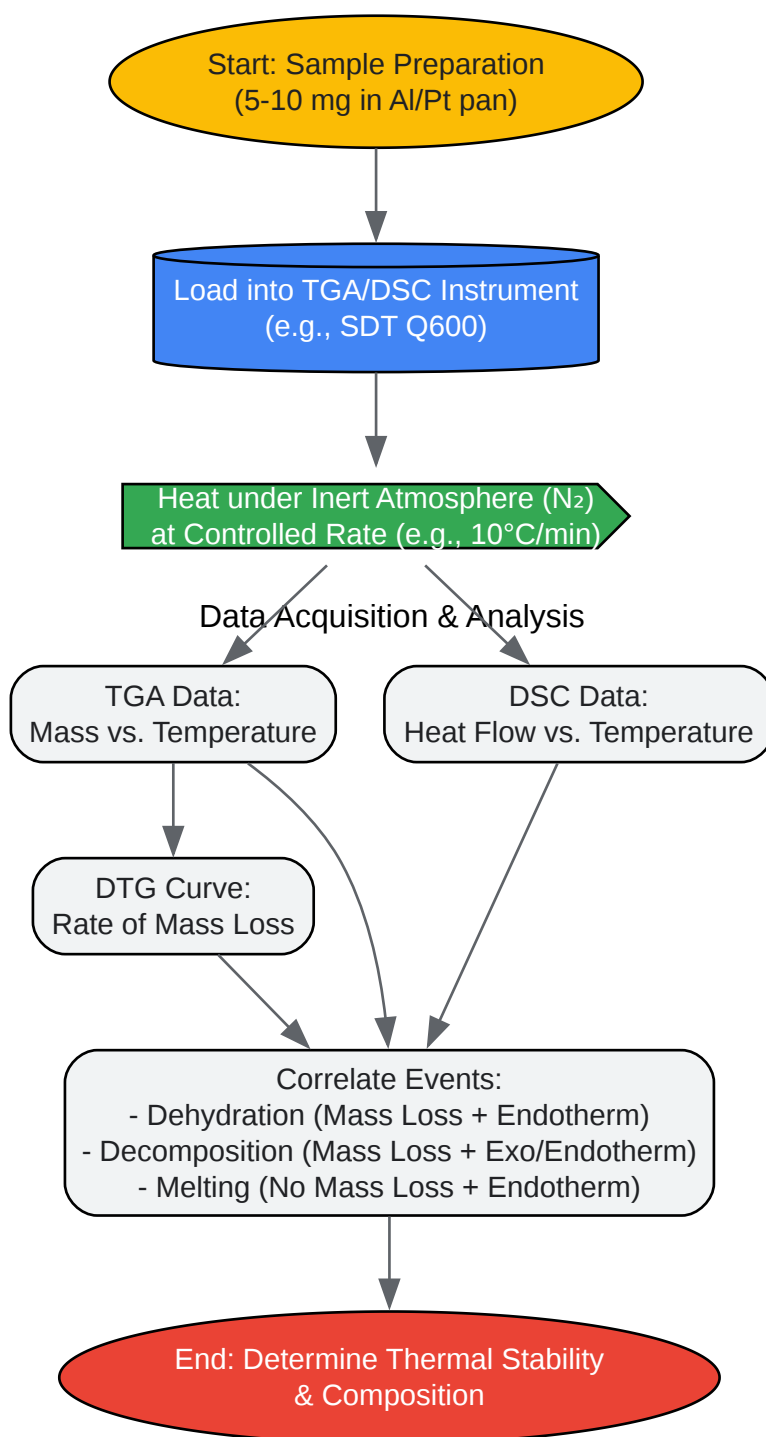 Start: Sample Preparation
(5-10 mg in Al/Pt pan)
Load into TGA/DSC Instrument
(e.g., SDT Q600)
Heat under Inert Atmosphere (N₂)
at Controlled Rate (e.g., 10°C/min)
Data Acquisition & Analysis
TGA Data:
Mass vs. Temperature
DSC Data:
Heat Flow vs. Temperature
DTG Curve:
Rate of Mass Loss
Correlate Events:
- Dehydration (Mass Loss + Endotherm)
- Decomposition (Mass Loss + Exo/Endotherm)
- Melting (No Mass Loss + Endotherm)
End: Determine Thermal Stability
& Composition